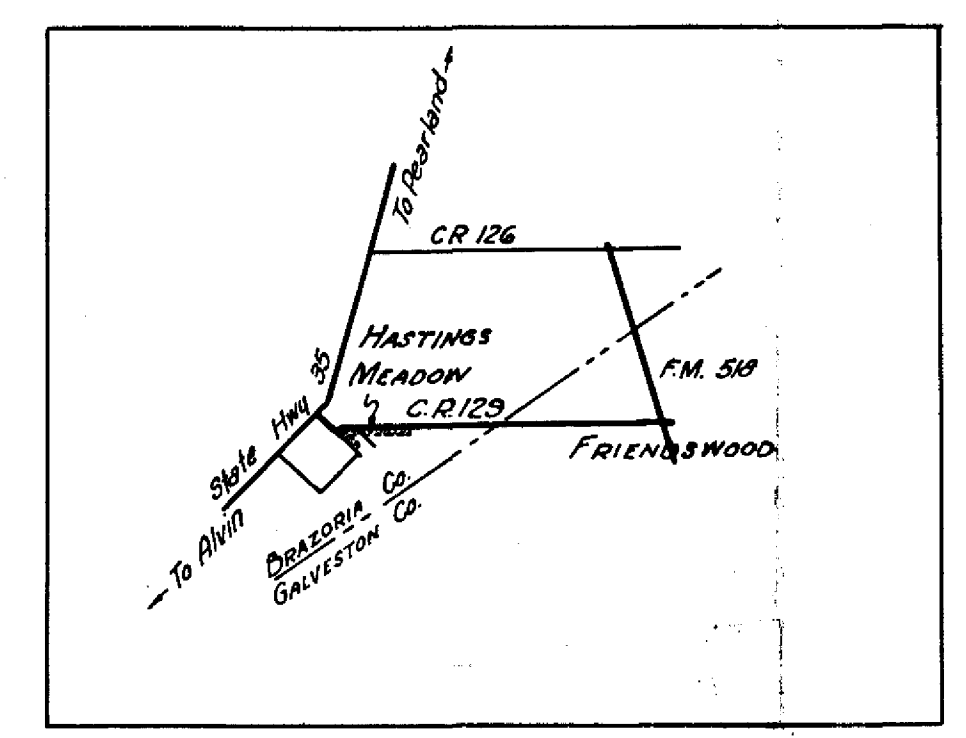 To Pearland
CR 126
HASTINGS
MEADOW
State Hwy 35
C.R. 129
F.M. 518
FRIENDSWOOD
BRAZORIA Co.
GALVESTON Co.
To Alvin